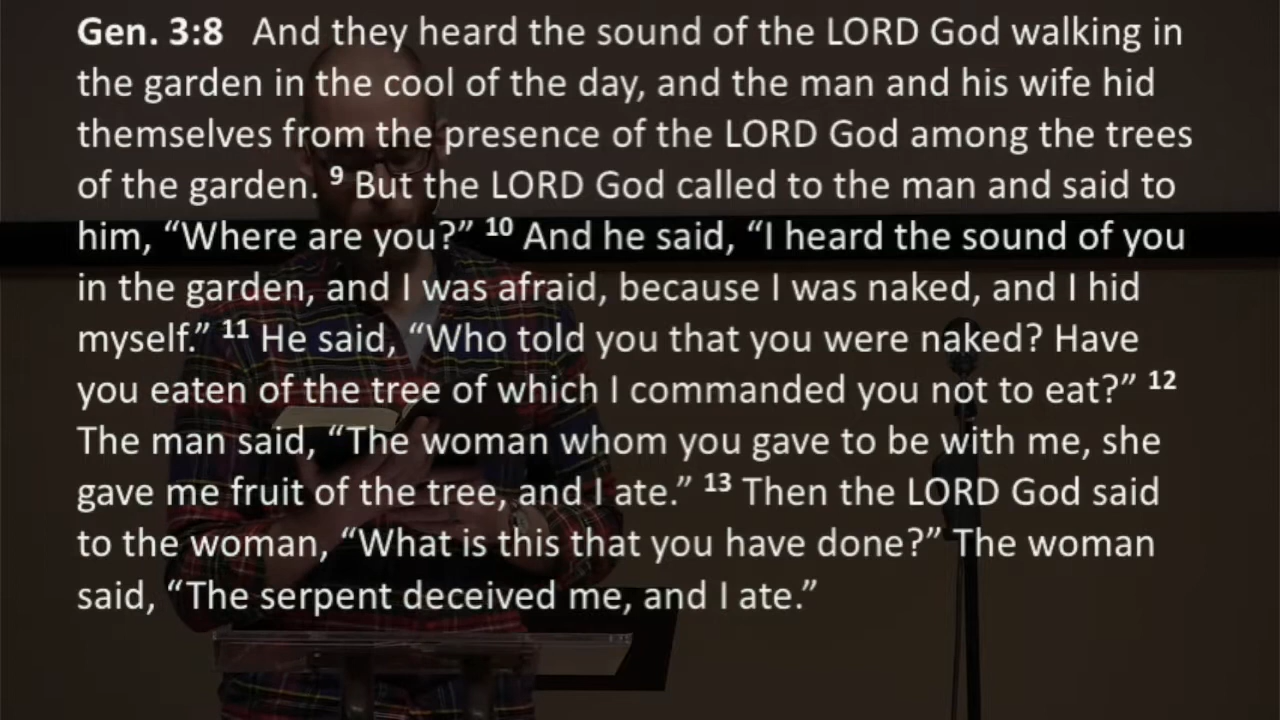 Gen. 3:8 And they heard the sound of the LORD God walking in
the garden in the cool of the day, and the man and his wife hid
themselves from the presence of the LORD God among the trees
of the garden. 9 But the LORD God called to the man and said to
him, “Where are you?” 10 And he said, “I heard the sound of you
in the garden, and I was afraid, because I was naked, and I hid
myself.” 11 He said, “Who told you that you were naked? Have
you eaten of the tree of which I commanded you not to eat?” 12
The man said, “The woman whom you gave to be with me, she
gave me fruit of the tree, and I ate.” 13 Then the LORD God said
to the woman, “What is this that you have done?” The woman
said, “The serpent deceived me, and I ate.”